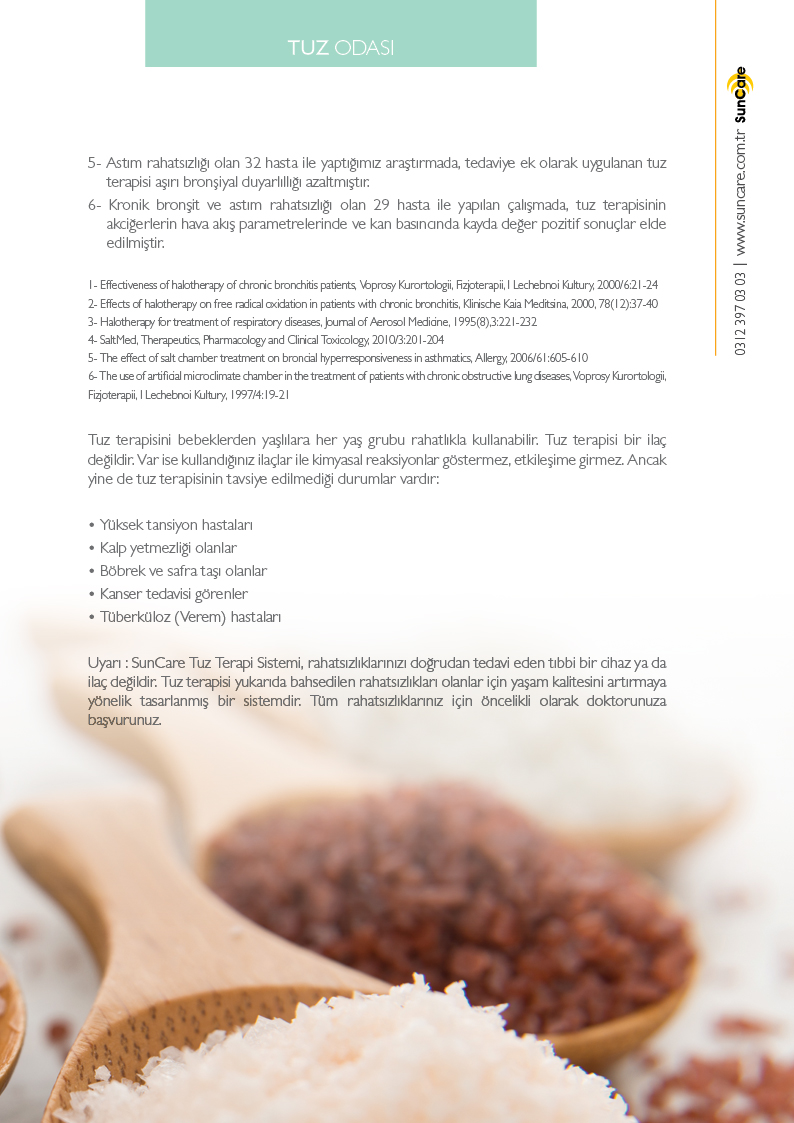 TUZ ODASI
5- Astım rahatsızlığı olan 32 hasta ile yaptığımız araştırmada, tedaviye ek olarak uygulanan tuz
terapisi aşırı bronşiyal duyarlıllığı azaltmıştır.
6- Kronik bronşit ve astım rahatsızlığı olan 29 hasta ile yapılan çalışmada, tuz terapisinin
akciğerlerin hava akış parametrelerinde ve kan basıncında kayda değer pozitif sonuçlar elde
edilmiştir.
1- Effectiveness of halotherapy of chronic bronchitis patients, Voprosy Kurortologii, Fizjoterapii, I Lechebnoi Kultury, 2000/6:21-24
2- Effects of halotherapy on free radical oxidation in patients with chronic bronchitis, Klinische Kaia Meditsina, 2000, 78(12):37-40
3- Halotherapy for treatment of respiratory diseases, Journal of Aerosol Medicine, 1995(8),3:221-232
4- SaltMed, Therapeutics, Pharmacology and Clinical Toxicology, 2010/3:201-204
5- The effect of salt chamber treatment on broncial hyperresponsiveness in asthmatics, Allergy, 2006/61:605-610
6- The use of artificial microclimate chamber in the treatment of patients with chronic obstructive lung diseases, Voprosy Kurortologii,
Fizjoterapii, I Lechebnoi Kultury, 1997/4:19-21
Tuz terapisini bebeklerden yaşlılara her yaş grubu rahatlıkla kullanabilir. Tuz terapisi bir ilaç
değildir. Var ise kullandığınız ilaçlar ile kimyasal reaksiyonlar göstermez, etkileşime girmez. Ancak
yine de tuz terapisinin tavsiye edilmediği durumlar vardır:
• Yüksek tansiyon hastaları
• Kalp yetmezliği olanlar
• Böbrek ve safra taşı olanlar
• Kanser tedavisi görenler
• Tüberküloz (Verem) hastaları
Uyarı : SunCare Tuz Terapi Sistemi, rahatsızlıklarınızı doğrudan tedavi eden tıbbi bir cihaz ya da
ilaç değildir. Tuz terapisi yukarıda bahsedilen rahatsızlıkları olanlar için yaşam kalitesini artırmaya
yönelik tasarlanmış bir sistemdir. Tüm rahatsızlıklarınız için öncelikli olarak doktorunuza
başvurunuz.
0312 397 03 03 | www.suncare.com.tr SunCare